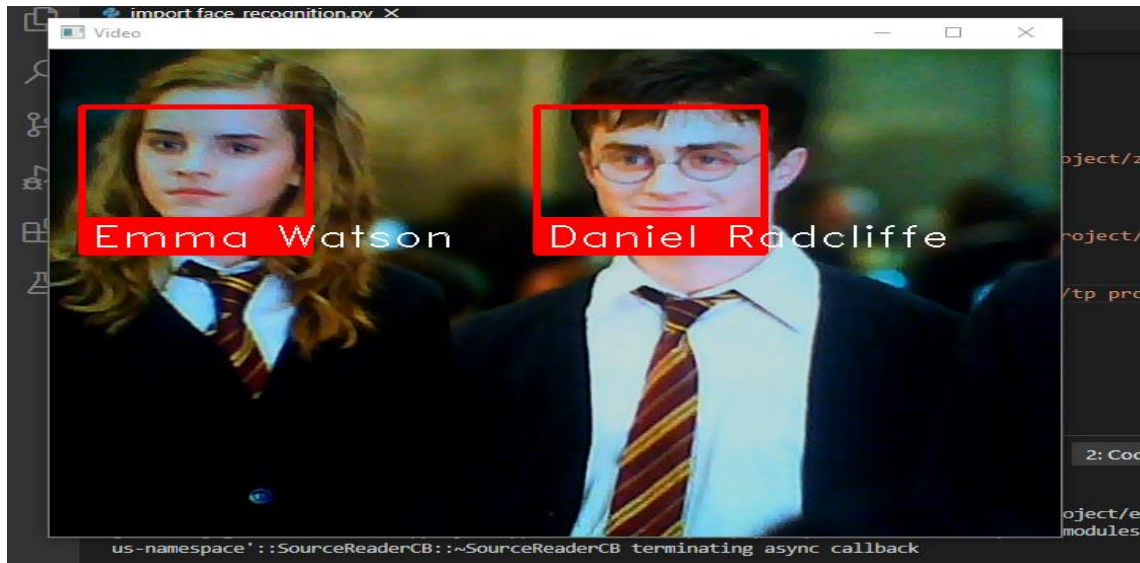 import face_recognition.py
Video
oject/z
Emma Watson
Daniel Radcliffe
roject/
/tp pro
2: Cod
oject/e
modules
us-namespace'::SourceReaderCB::~SourceReaderCB terminating async callback